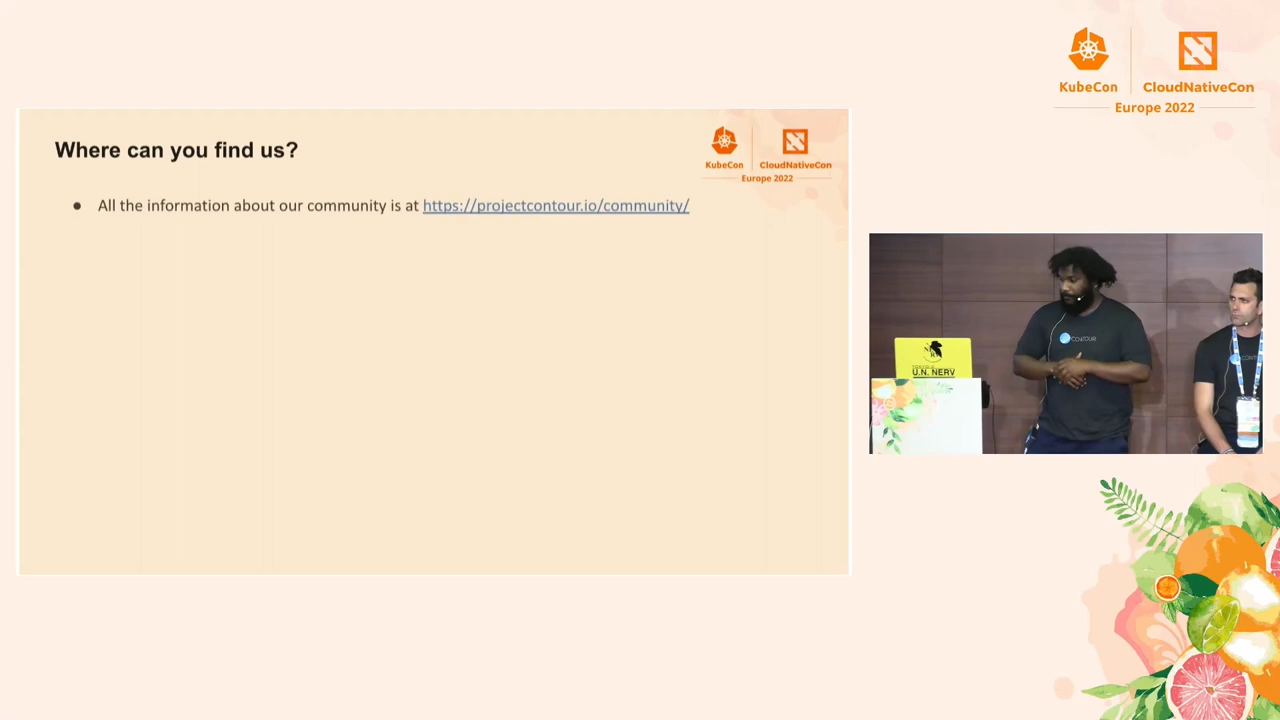 KubeCon
CloudNativeCon
Europe 2022
Where can you find us?
KubeCon
CloudNativeCon
Europe 2022
● All the information about our community is at https://projectcontour.io/community/
U.N. NERV
CONTOUR